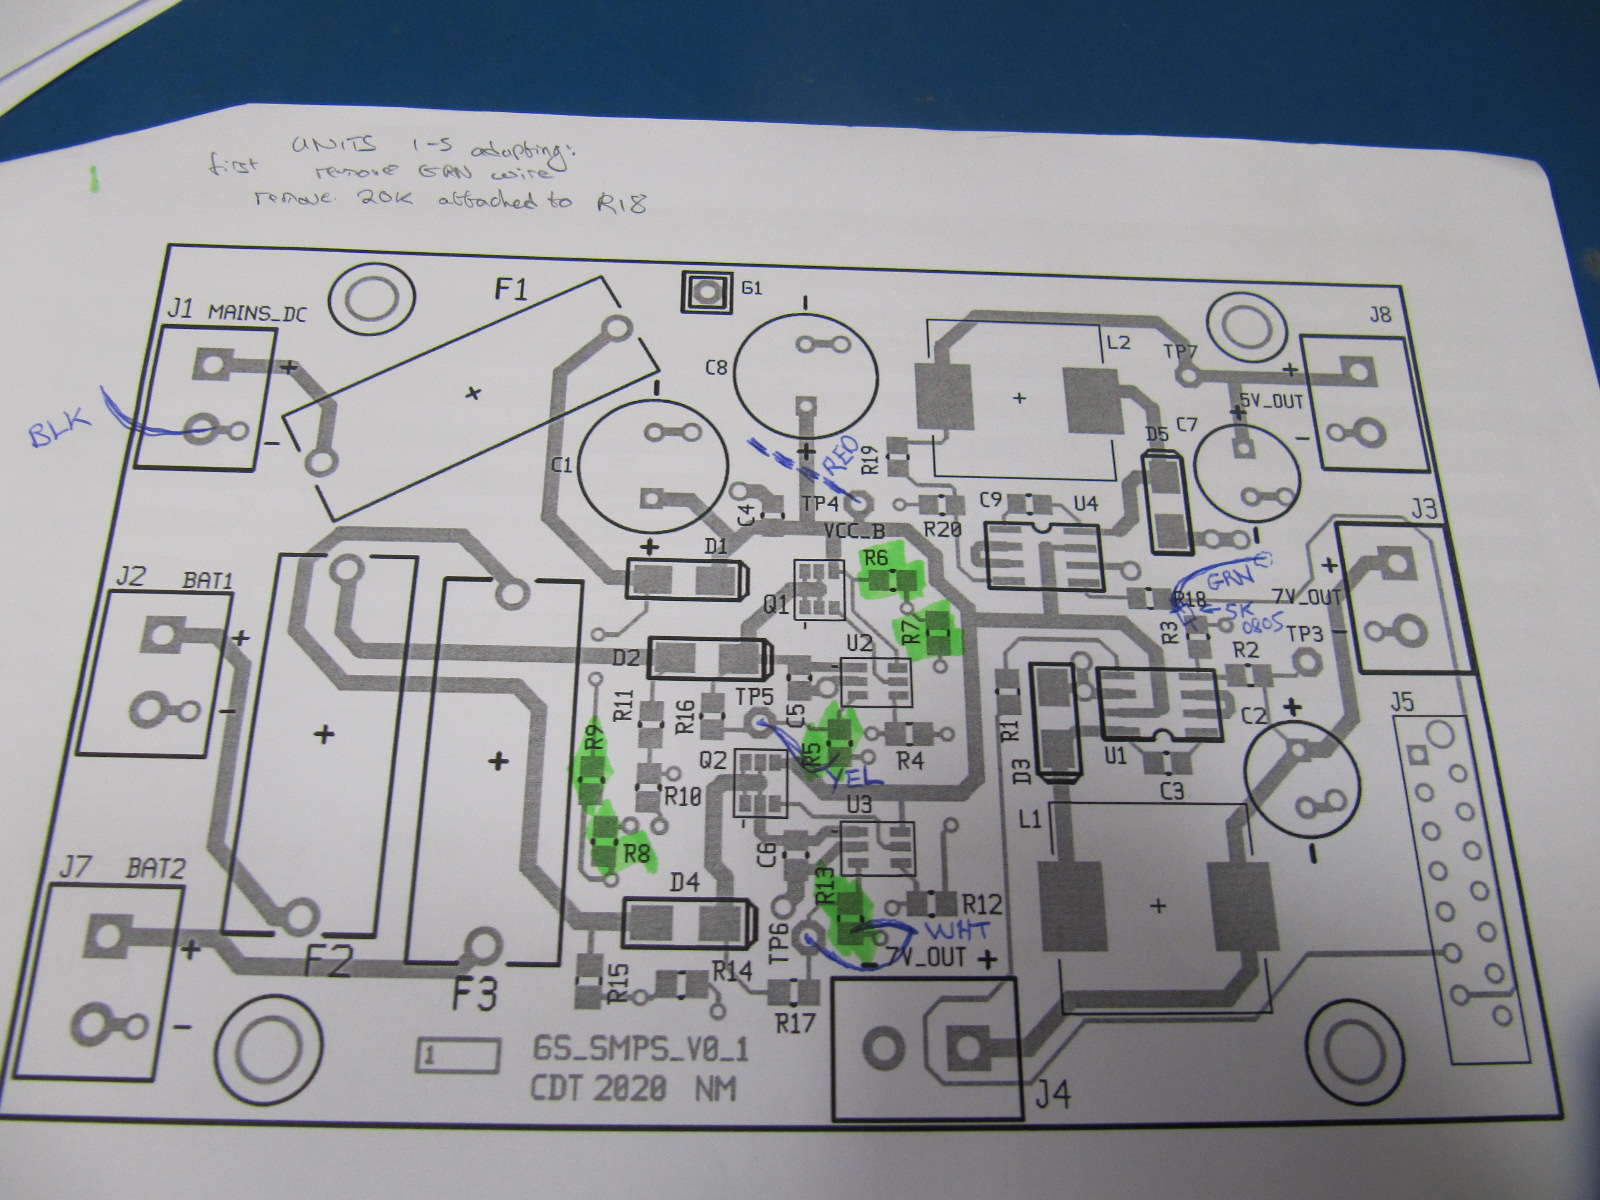 UNITS 1-5 adapting:
first remove GRN wire
remove 20K attached to R18
F1
G1
J1 MAINS_DC
J8
L2
TP7
C8
+
-
5V_OUT
BLK
C7
D5
RED
R19
C1
TP4
C9
U4
J3
C4
R20
VCC_B
D1
R6
GRN
J2 BAT1
Q1
R18
7V_OUT
← 5K
0805
R7
R3
TP3
U2
D2
R2
TP5
R11
R16
C5
J5
C2
R9
R5
R4
R1
U1
Q2
YEL
D3
C3
R10
U3
L1
R8
C6
J7 BAT2
D4
R13
R12
WHT
TP6
- 7V_OUT +
F2
R15
R14
F3
R17
1
6S_SMPS_V0_1
CDT 2020 NM
J4